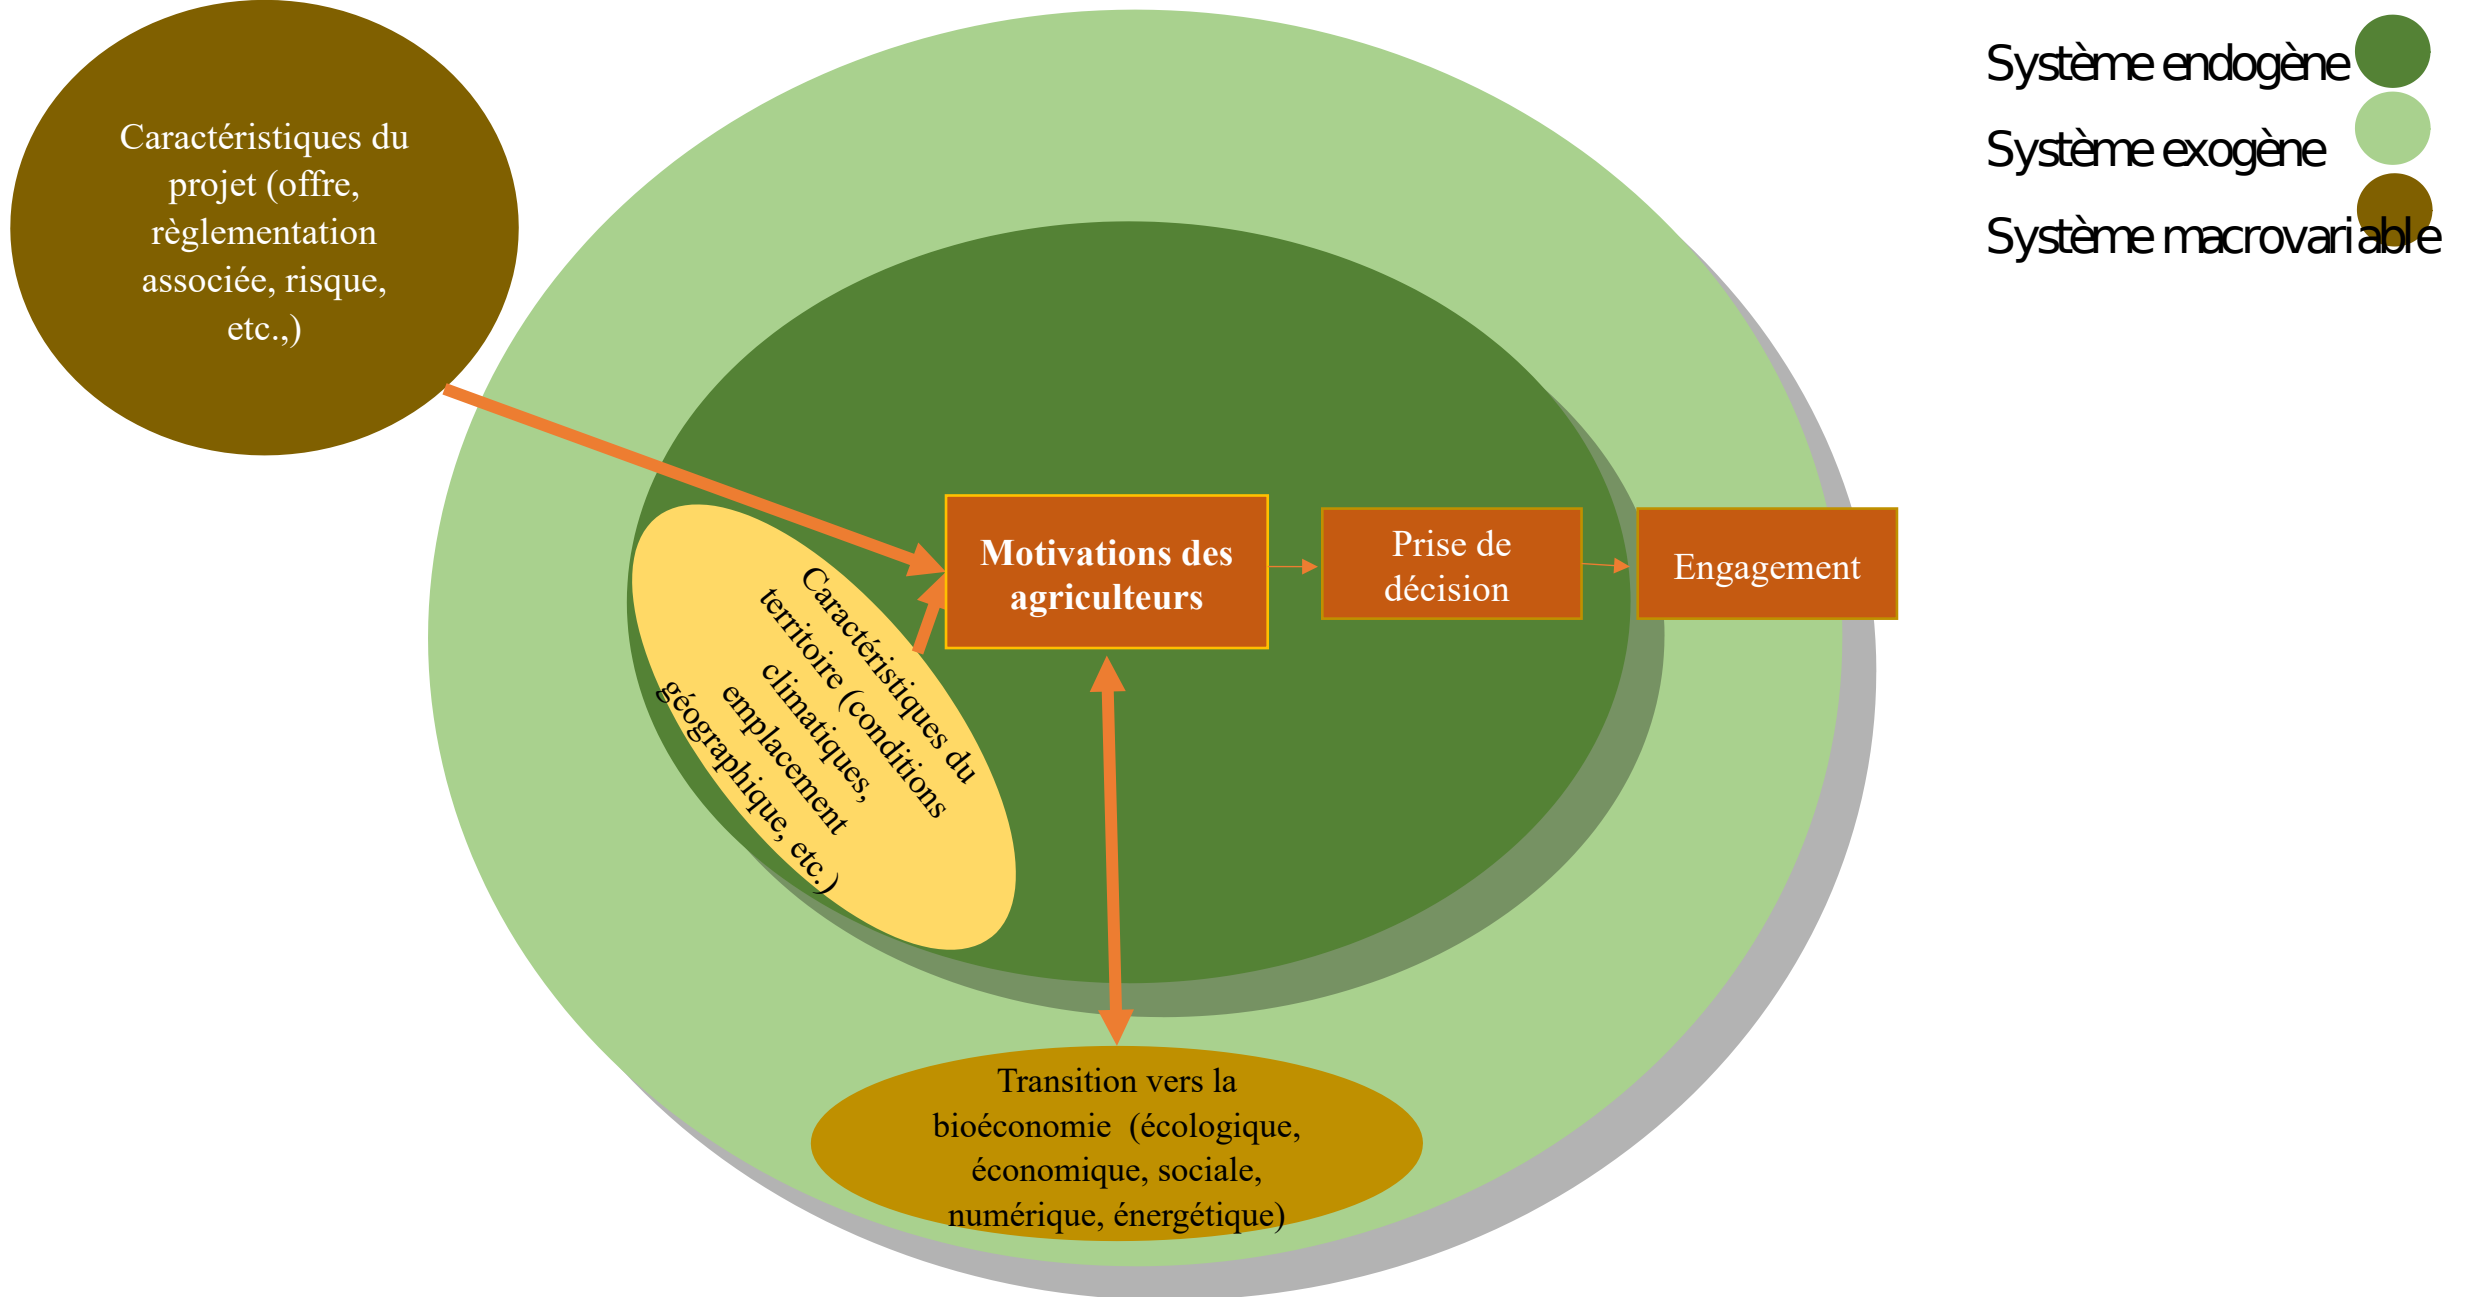 Caractéristiques du
projet (offre,
règlementation
associée, risque,
etc.,)
Système endogène
Système exogène
Système macrovariable
Motivations des
agriculteurs
Prise de
décision
Engagement
Caractéristiques du
territoire (conditions
climatiques,
emplacement
géographique, etc.)
Transition vers la
bioéconomie (écologique,
économique, sociale,
numérique, énergétique)